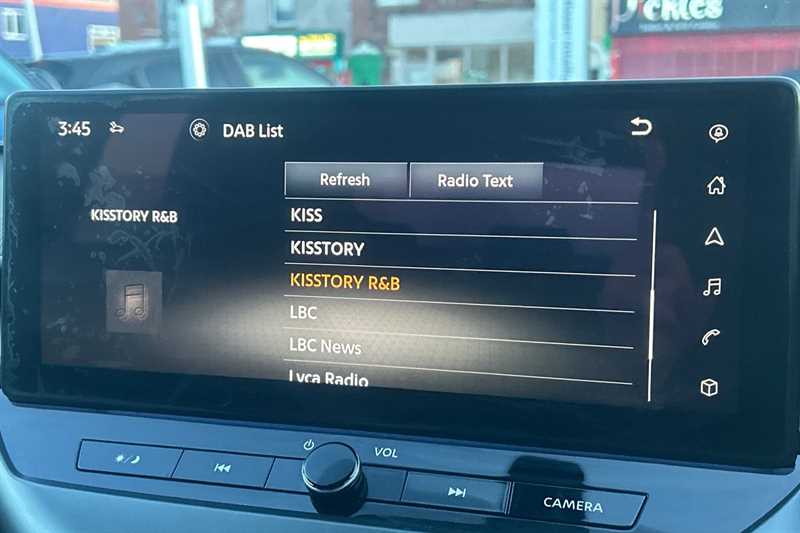 3:45
DAB List
Refresh
Radio Text
KISSTORY R&B
KISS
KISSTORY
KISSTORY R&B
LBC
LBC News
Lyca Radio
VOL
CAMERA